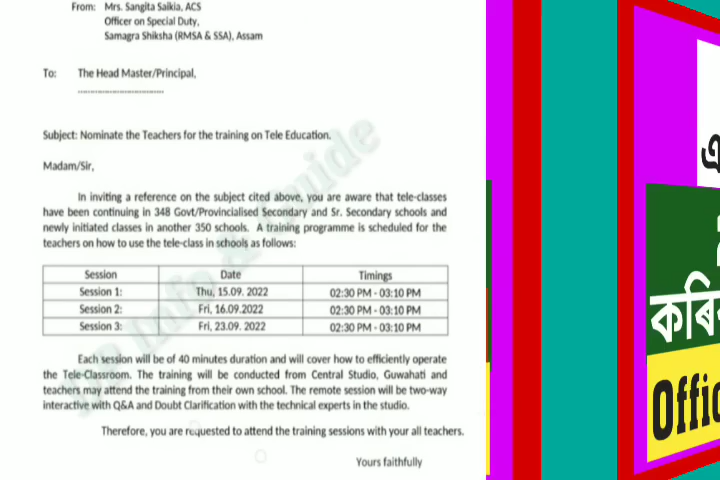 From: Mrs. Sangita Saikia, ACS
Officer on Special Duty,
Samagra Shiksha (RMSA & SSA), Assam
To: The Head Master/Principal,
Subject: Nominate the Teachers for the training on Tele Education.
Madam/Sir,
In inviting a reference on the subject cited above, you are aware that tele-classes
have been continuing in 348 Govt/Provincialised Secondary and Sr. Secondary schools and
newly initiated classes in another 350 schools. A training programme is scheduled for the
teachers on how to use the tele-class in schools as follows:
Session Date Timings
Session 1: Thu, 15.09. 2022 02:30 PM - 03:10 PM
Session 2: Fri, 16.09.2022 02:30 PM - 03:10 PM
Session 3: Fri, 23.09. 2022 02:30 PM - 03:10 PM
Each session will be of 40 minutes duration and will cover how to efficiently operate
the Tele-Classroom. The training will be conducted from Central Studio, Guwahati and
teachers may attend the training from their own school. The remote session will be two-way
interactive with Q&A and Doubt Clarification with the technical experts in the studio.
Therefore, you are requested to attend the training sessions with your all teachers.
Yours faithfully
Offic